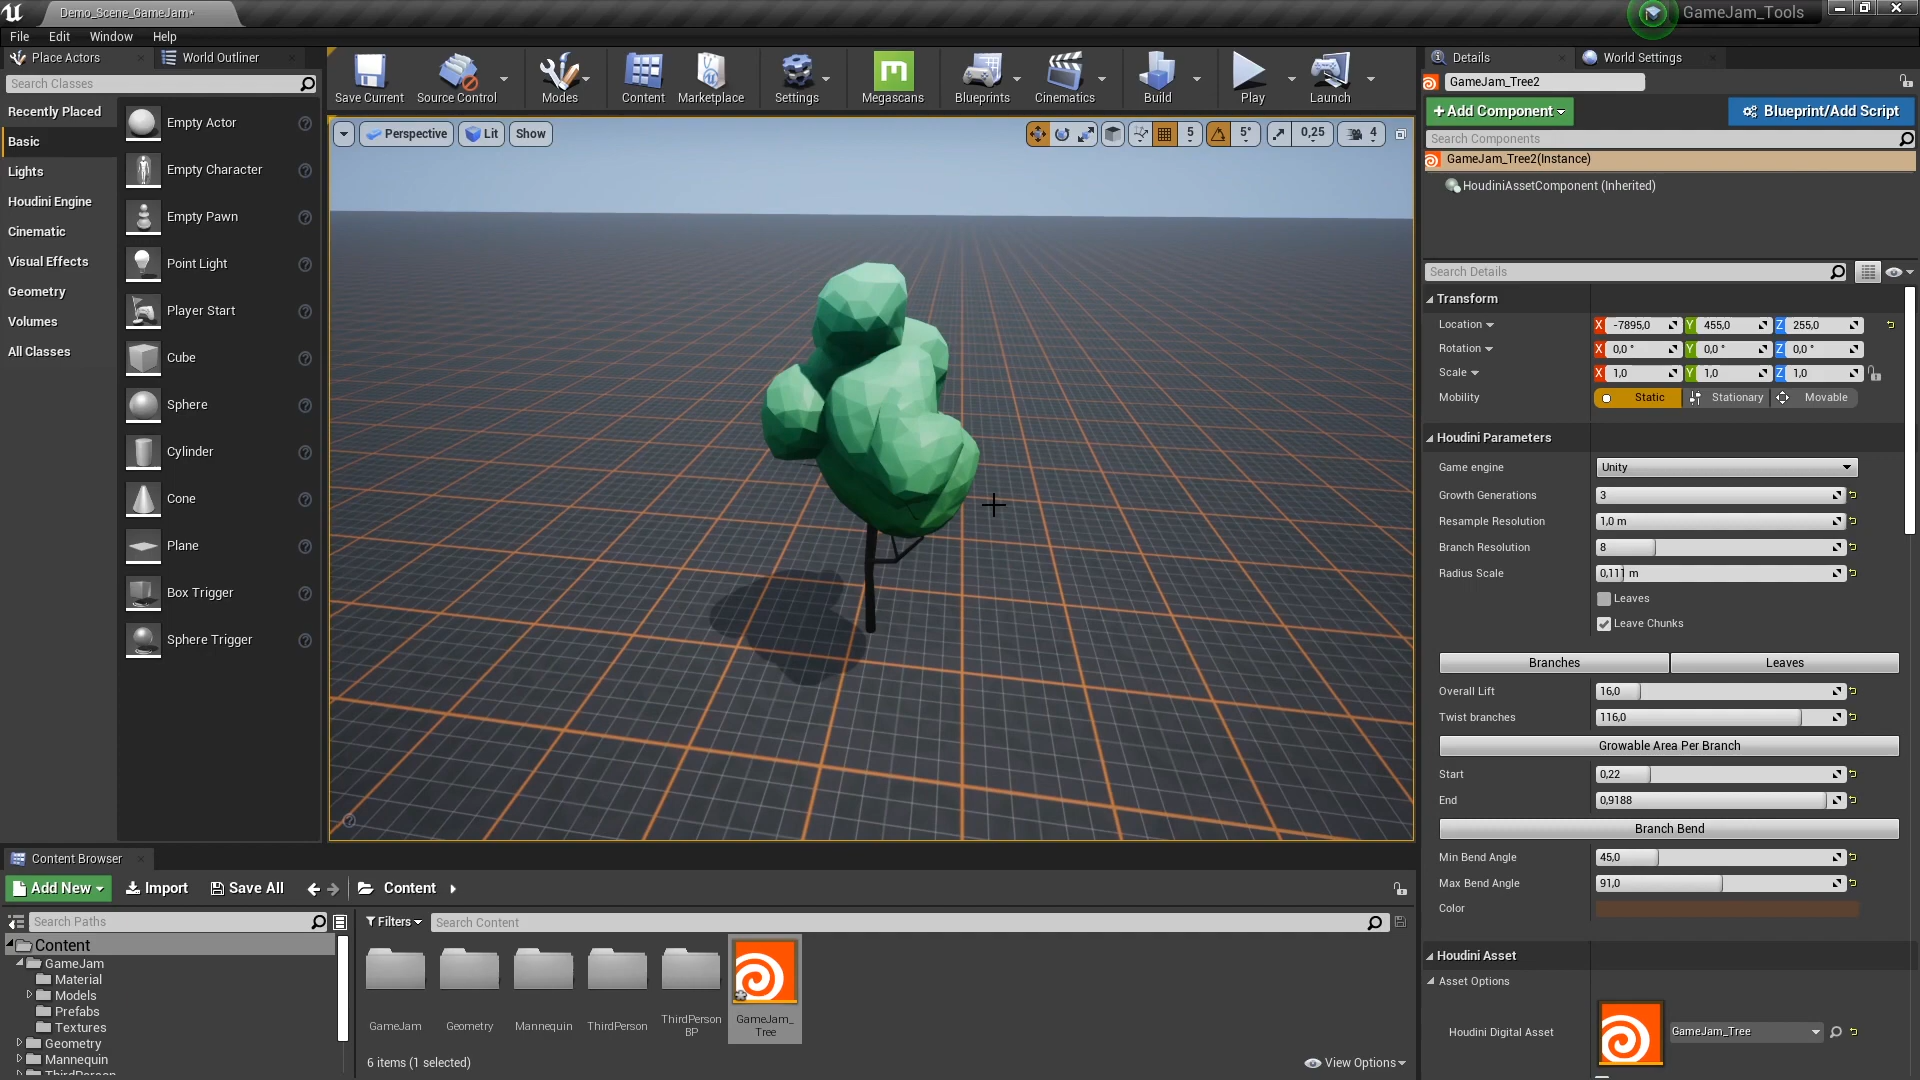 Demo_Scene_GameJam*
GameJam_Tools
File Edit Window Help
Place Actors
World Outliner
Search Classes
Recently Placed
Basic
Lights
Houdini Engine
Cinematic
Visual Effects
Geometry
Volumes
All Classes
Empty Actor
Empty Character
Empty Pawn
Point Light
Player Start
Cube
Sphere
Cylinder
Cone
Plane
Box Trigger
Sphere Trigger
Save Current
Source Control
Modes
Content
Marketplace
Settings
Megascans
Blueprints
Cinematics
Build
Play
Launch
Perspective
Lit
Show
5
5°
0,25
4
Details
World Settings
GameJam_Tree2
+Add Component
Blueprint/Add Script
Search Components
GameJam_Tree2(Instance)
HoudiniAssetComponent (Inherited)
Search Details
Transform
Location X -7895,0 Y 455,0 Z 255,0
Rotation X 0,0 ° Y 0,0 ° Z 0,0 °
Scale X 1,0 Y 1,0 Z 1,0
Mobility Static Stationary Movable
Houdini Parameters
Game engine Unity
Growth Generations 3
Resample Resolution 1,0 m
Branch Resolution 8
Radius Scale 0,111 m
Leaves
Leave Chunks
Branches Leaves
Overall Lift 16,0
Twist branches 116,0
Growable Area Per Branch
Start 0,22
End 0,9188
Branch Bend
Min Bend Angle 45,0
Max Bend Angle 91,0
Color
Houdini Asset
Asset Options
Houdini Digital Asset GameJam_Tree
Content Browser
Add New
Import
Save All
Content
Search Paths
Filters
Search Content
Content
GameJam
Material
Models
Prefabs
Textures
Geometry
Mannequin
ThirdPerson
GameJam
Geometry
Mannequin
ThirdPerson
ThirdPerson
BP
GameJam_
Tree
6 items (1 selected)
View Options